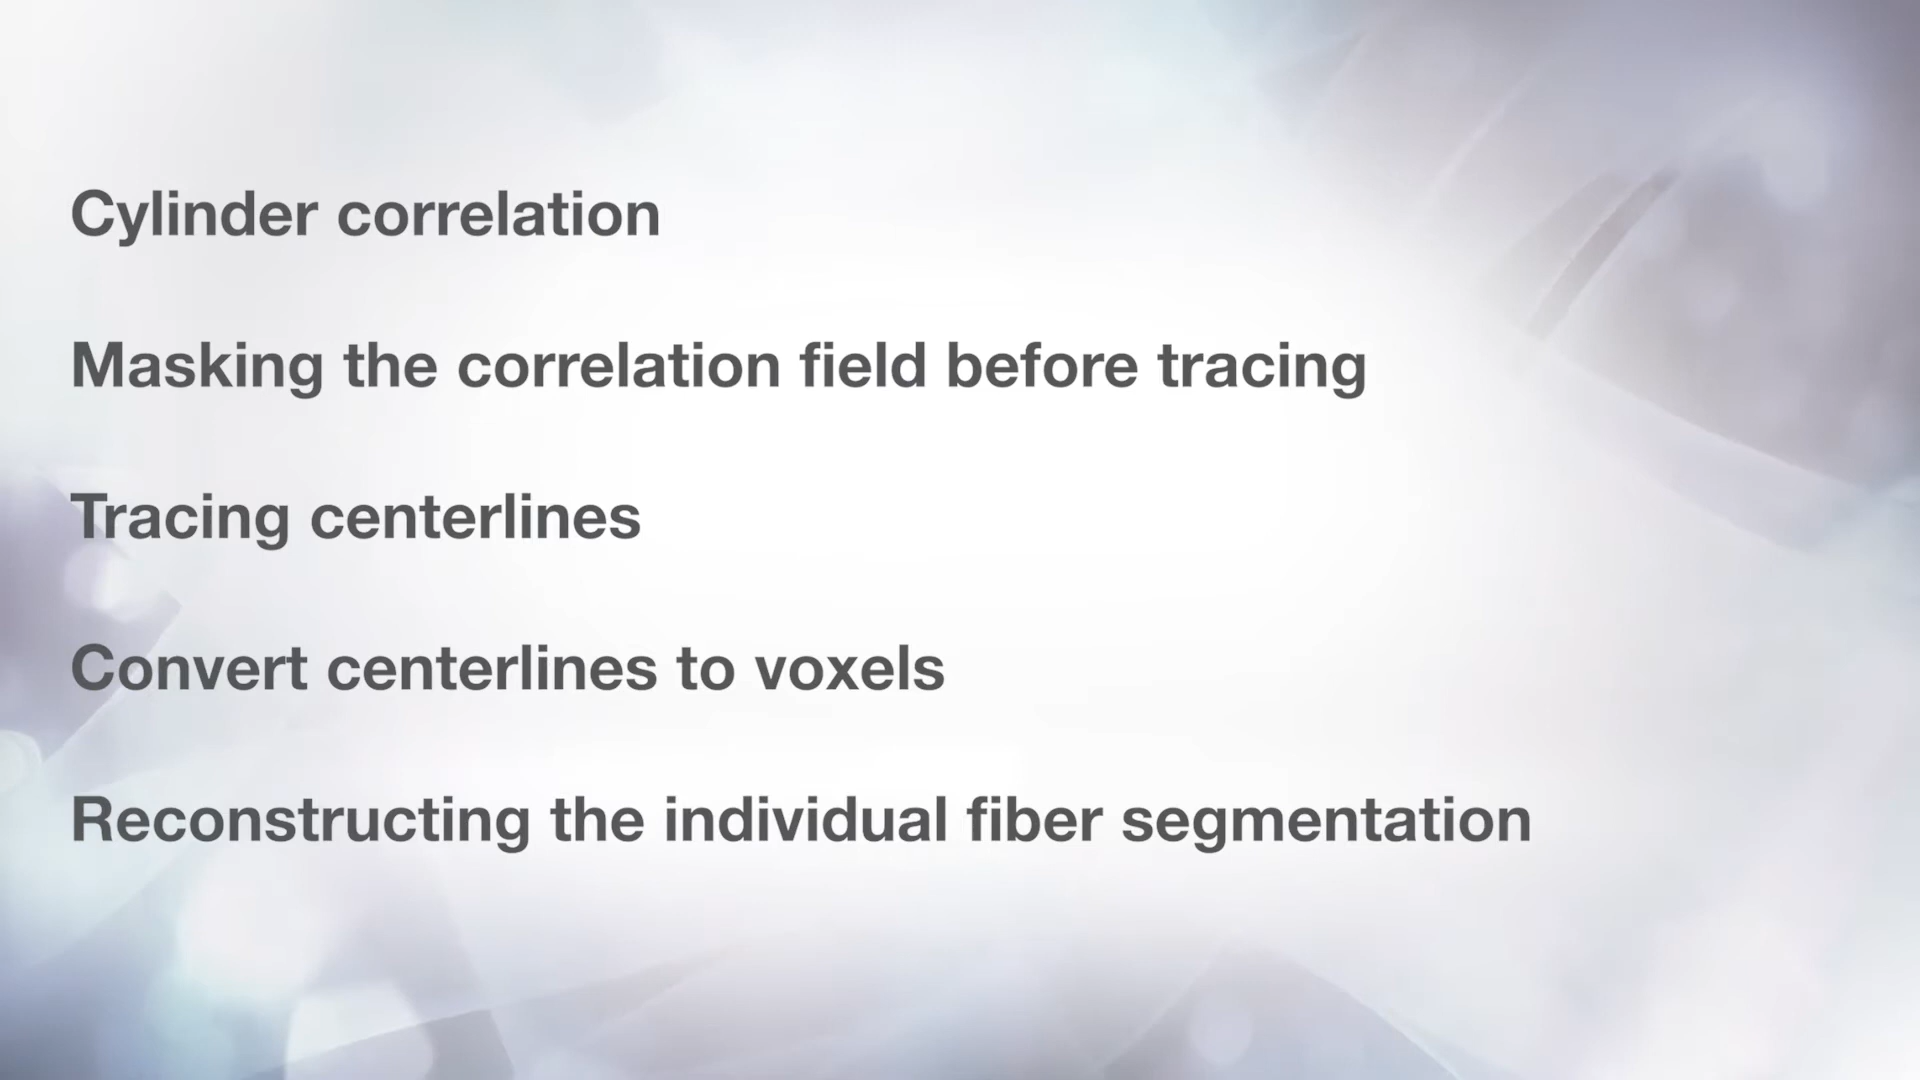 Cylinder correlation
Masking the correlation field before tracing
Tracing centerlines
Convert centerlines to voxels
Reconstructing the individual fiber segmentation